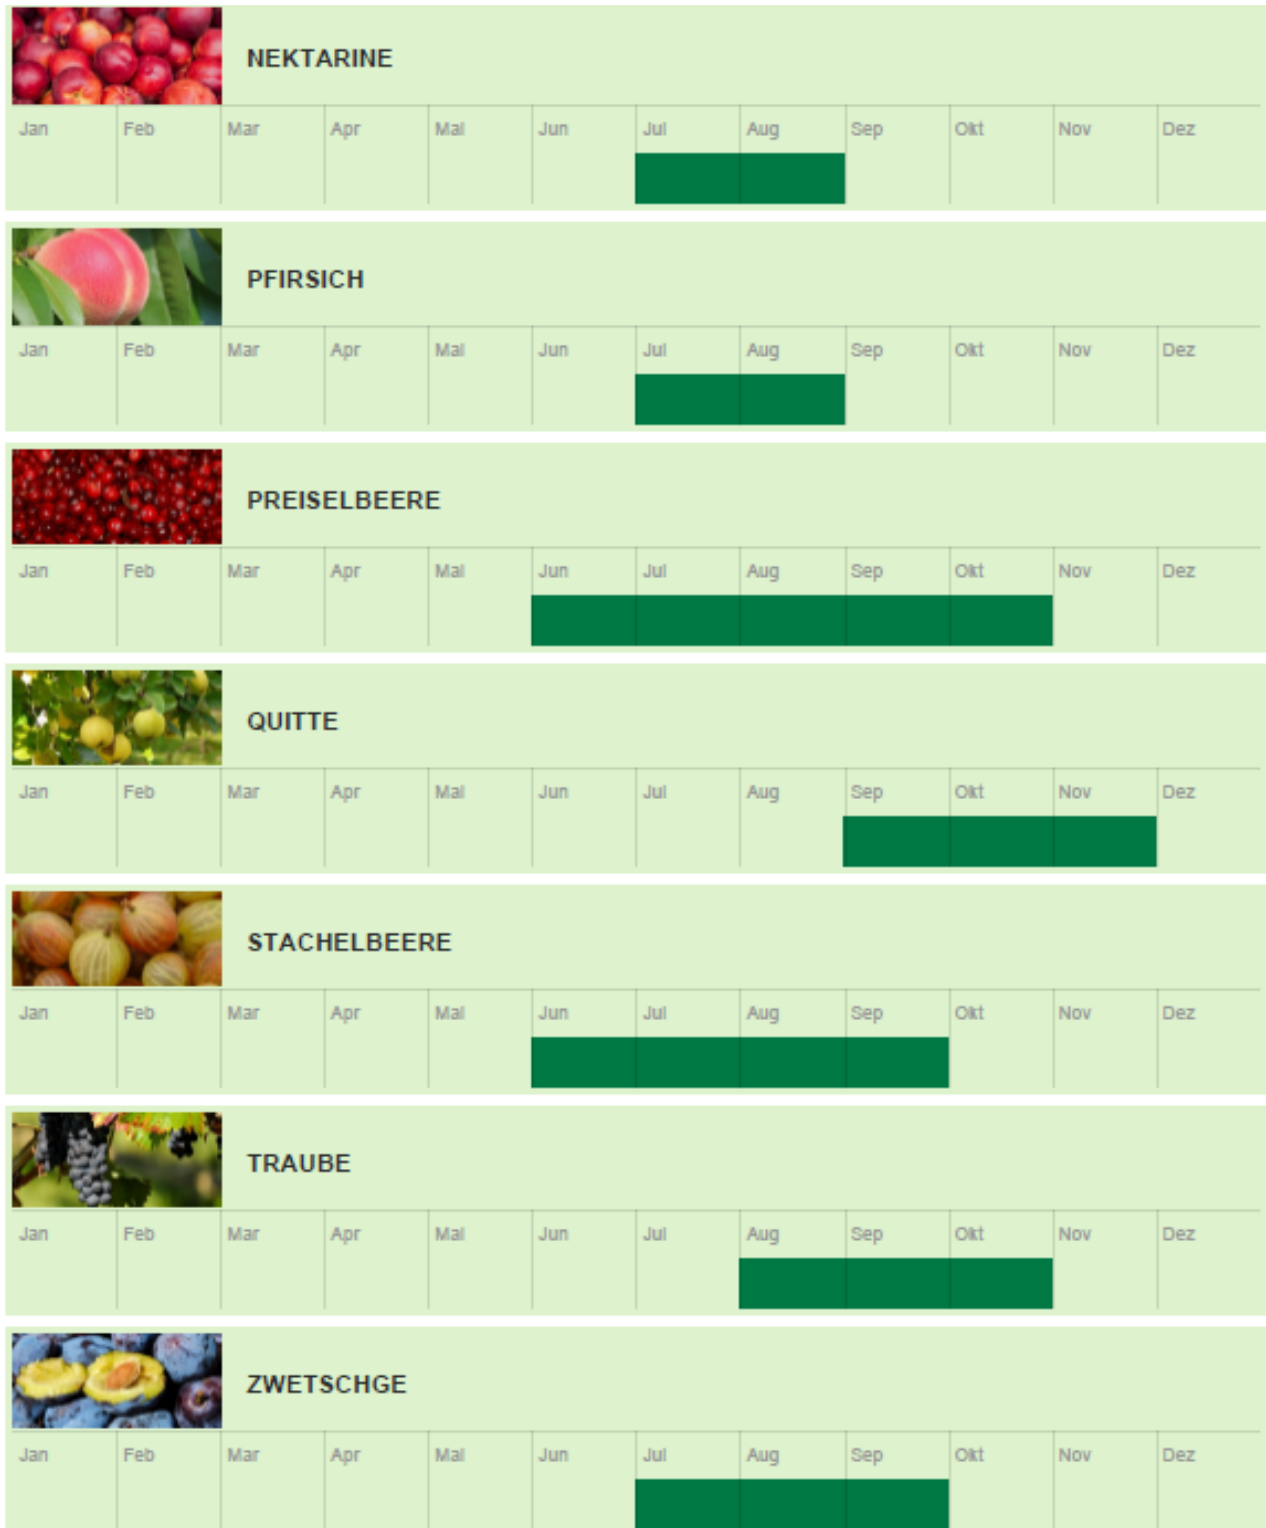 NEKTARINE
Jan Feb Mar Apr Mai Jun Jul Aug Sep Okt Nov Dez
PFIRSICH
Jan Feb Mar Apr Mai Jun Jul Aug Sep Okt Nov Dez
PREISELBEERE
Jan Feb Mar Apr Mai Jun Jul Aug Sep Okt Nov Dez
QUITTE
Jan Feb Mar Apr Mai Jun Jul Aug Sep Okt Nov Dez
STACHELBEERE
Jan Feb Mar Apr Mai Jun Jul Aug Sep Okt Nov Dez
TRAUBE
Jan Feb Mar Apr Mai Jun Jul Aug Sep Okt Nov Dez
ZWETSCHGE
Jan Feb Mar Apr Mai Jun Jul Aug Sep Okt Nov Dez